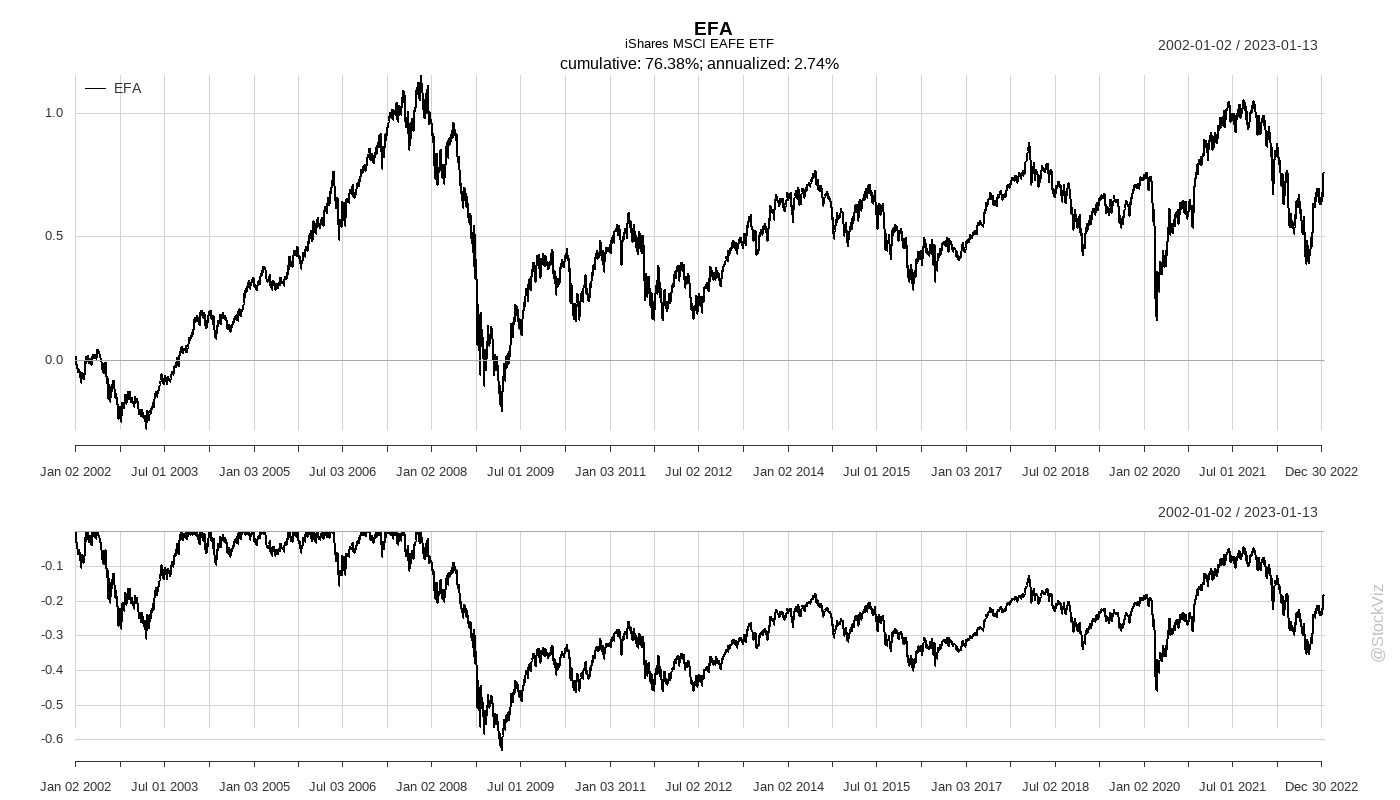 EFA
iShares MSCI EAFE ETF
2002-01-02 / 2023-01-13
cumulative: 76.38%; annualized: 2.74%
EFA
1.0
0.5
0.0
Jan 02 2002 Jul 01 2003 Jan 03 2005 Jul 03 2006 Jan 02 2008 Jul 01 2009 Jan 03 2011 Jul 02 2012 Jan 02 2014 Jul 01 2015 Jan 03 2017 Jul 02 2018 Jan 02 2020 Jul 01 2021 Dec 30 2022
2002-01-02 / 2023-01-13
-0.1
-0.2
-0.3
-0.4
-0.5
-0.6
Jan 02 2002 Jul 01 2003 Jan 03 2005 Jul 03 2006 Jan 02 2008 Jul 01 2009 Jan 03 2011 Jul 02 2012 Jan 02 2014 Jul 01 2015 Jan 03 2017 Jul 02 2018 Jan 02 2020 Jul 01 2021 Dec 30 2022
@StockViz